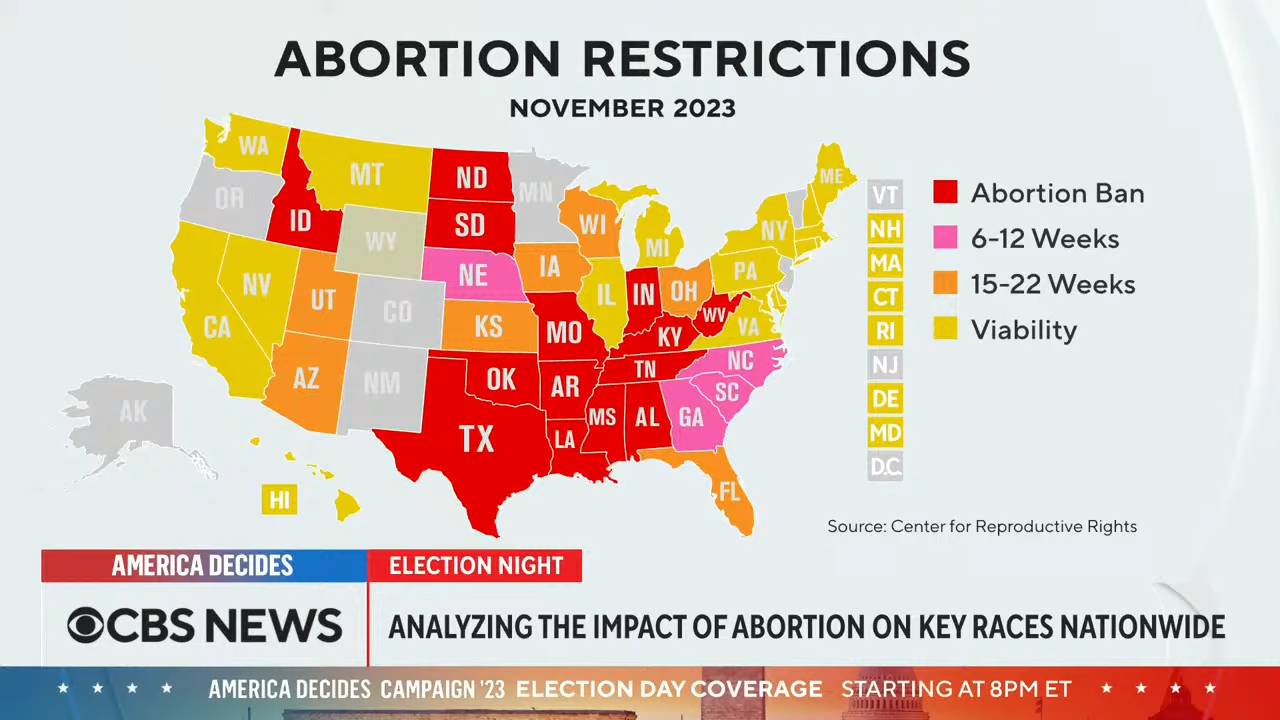 ABORTION RESTRICTIONS
NOVEMBER 2023
WA
MT
ND
MN
ME
OR
ID
SD
WI
NY
WY
MI
NE
IA
PA
NV
UT
IL
IN
OH
CA
CO
KS
MO
WV
VA
KY
NC
AZ
NM
OK
AR
TN
SC
AK
TX
MS
AL
GA
LA
HI
FL
VT
NH
MA
CT
RI
NJ
DE
MD
D.C.
Abortion Ban
6-12 Weeks
15-22 Weeks
Viability
Source: Center for Reproductive Rights
AMERICA DECIDES
ELECTION NIGHT
CBS NEWS
ANALYZING THE IMPACT OF ABORTION ON KEY RACES NATIONWIDE
AMERICA DECIDES CAMPAIGN '23 ELECTION DAY COVERAGE STARTING AT 8PM ET